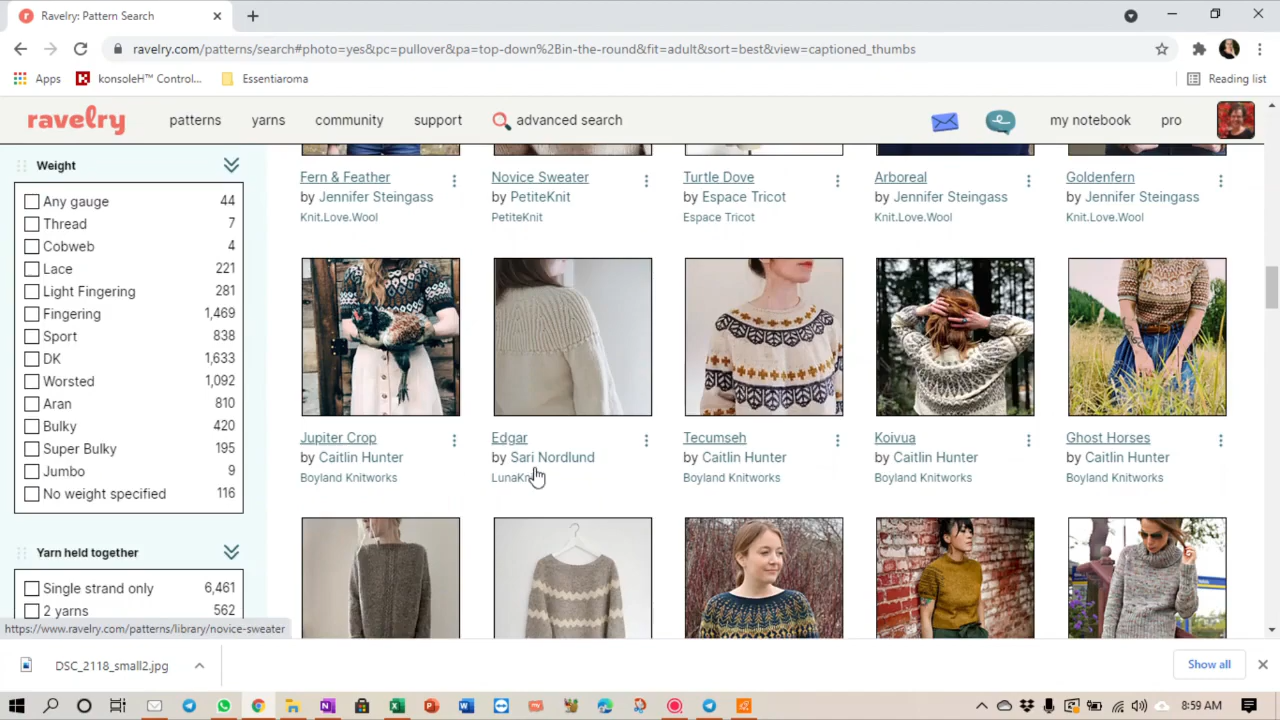 Ravelry: Pattern Search
ravelry.com/patterns/search#photo=yes&pc=pullover&pa=top-down%2Bin-the-round&fit=adult&sort=best&view=captioned_thumbs
Apps
konsoleH™ Control...
Essentiaroma
Reading list
ravelry
patterns
yarns
community
support
advanced search
my notebook
pro
Weight
Any gauge 44
Thread 7
Cobweb 4
Lace 221
Light Fingering 281
Fingering 1,469
Sport 838
DK 1,633
Worsted 1,092
Aran 810
Bulky 420
Super Bulky 195
Jumbo 9
No weight specified 116
Yarn held together
Single strand only 6,461
2 yarns 562
Fern & Feather
by Jennifer Steingass
Knit.Love.Wool
Novice Sweater
by PetiteKnit
PetiteKnit
Turtle Dove
by Espace Tricot
Espace Tricot
Arboreal
by Jennifer Steingass
Knit.Love.Wool
Goldenfern
by Jennifer Steingass
Knit.Love.Wool
Jupiter Crop
by Caitlin Hunter
Boyland Knitworks
Edgar
by Sari Nordlund
Tecumseh
by Caitlin Hunter
Boyland Knitworks
Koivua
by Caitlin Hunter
Boyland Knitworks
Ghost Horses
by Caitlin Hunter
Boyland Knitworks
https://www.ravelry.com/patterns/library/novice-sweater
DSC_2118_small2.jpg
Show all
8:59 AM